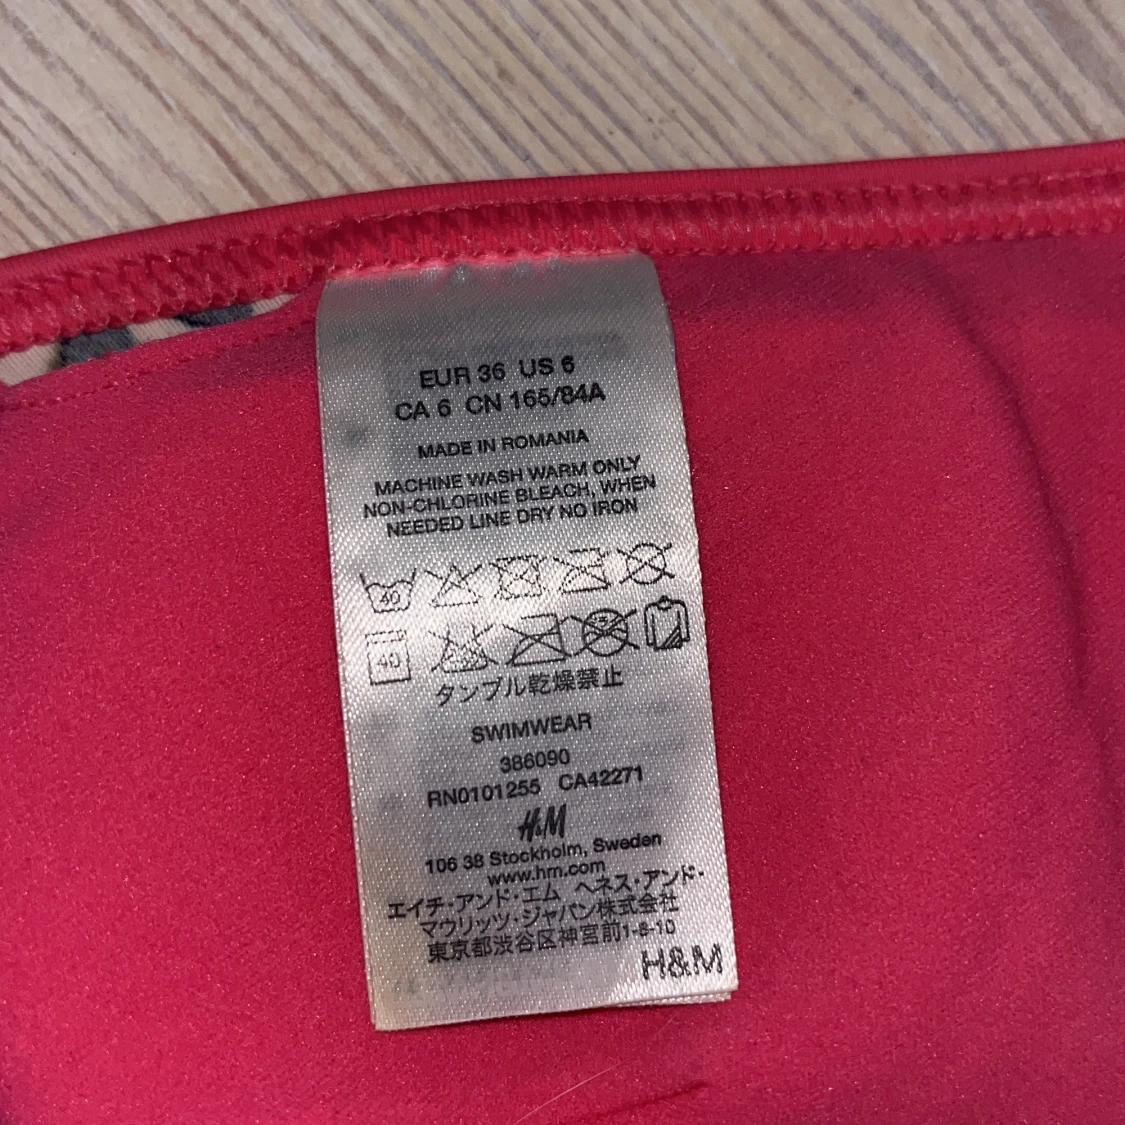 EUR 36 US 6
CA 6 CN 165/84A
MADE IN ROMANIA
MACHINE WASH WARM ONLY
NON-CHLORINE BLEACH, WHEN
NEEDED LINE DRY NO IRON
40
40
タンブル乾燥禁止
SWIMWEAR
386090
RN0101255 CA42271
H&M
106 38 Stockholm, Sweden
www.hm.com
エイチ・アンド・エム ヘネス・アンド・
マウリッツ・ジャパン株式会社
東京都渋谷区神宮前1-8-10
H&M